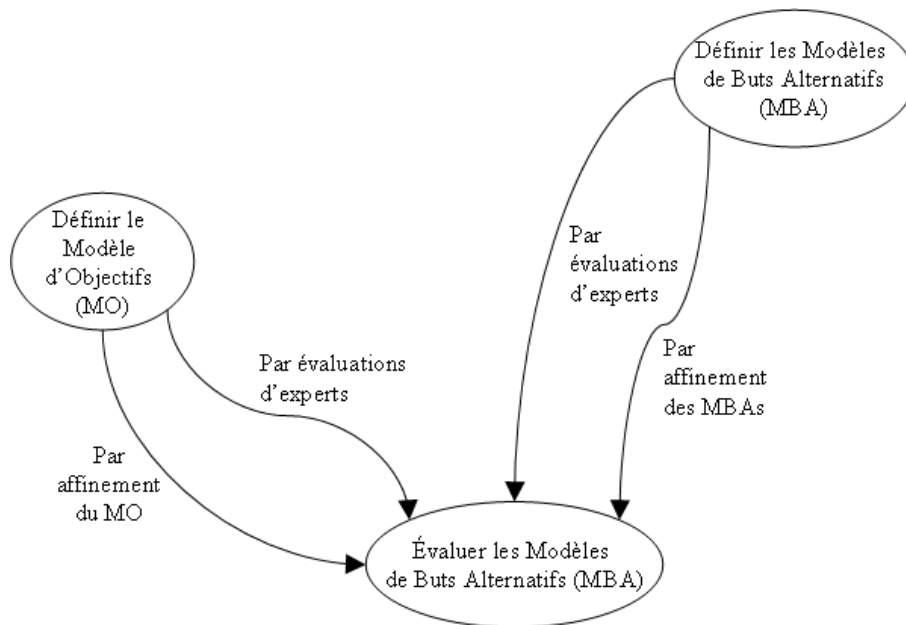 Définir les Modèles
de Buts Alternatifs
(MBA)
Définir le
Modèle
d'Objectifs
(MO)
Par
évaluations
d'experts
Par évaluations
d'experts
Par
affinement
des MBAs
Par
affinement
du MO
Évaluer les Modèles
de Buts Alternatifs (MBA)